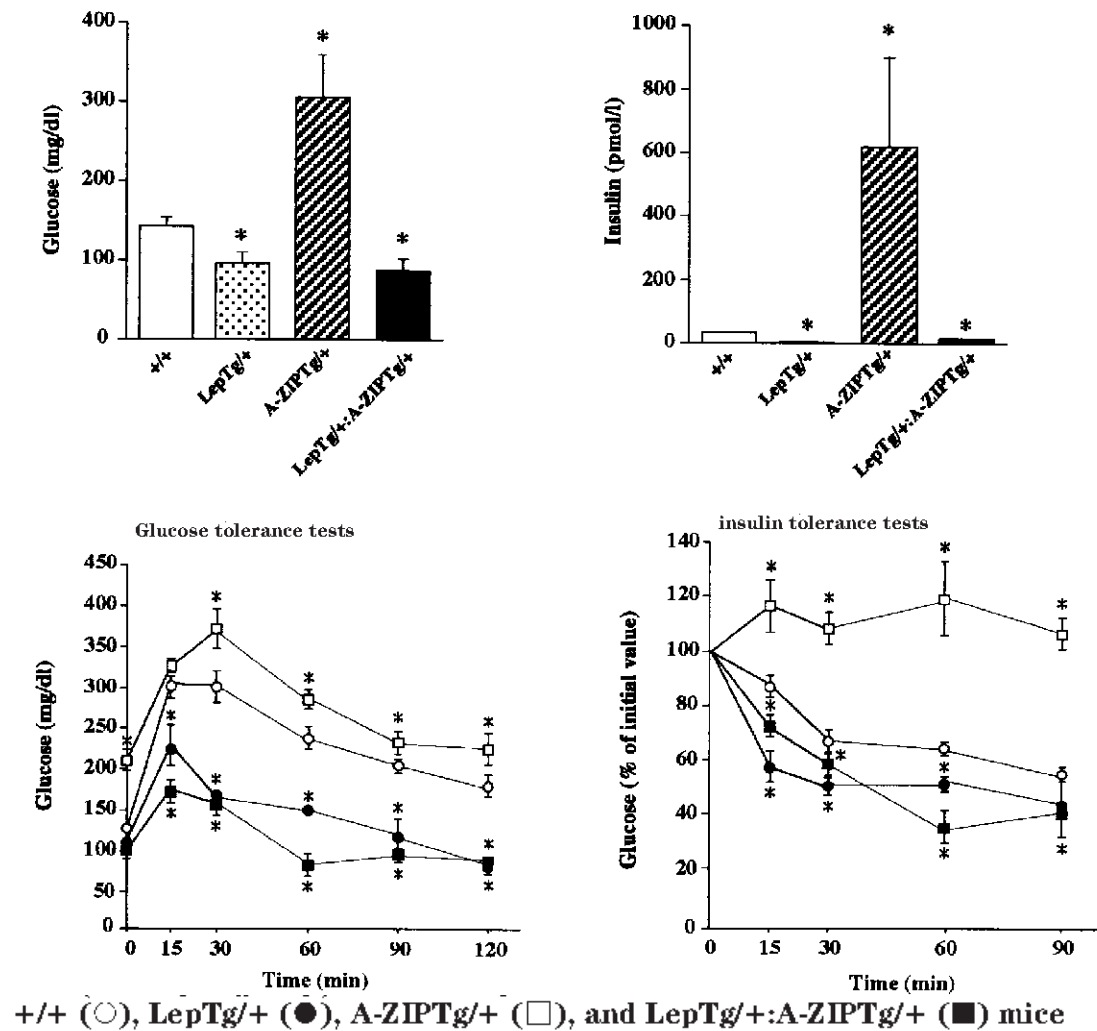 400
300
200
100
0
Glucose (mg/dl)
*
*
*
+/+
LepTg/+
A-ZIPTg/+
LepTg/+:A-ZIPTg/+
1000
800
600
400
200
0
Insulin (pmol/l)
*
*
*
+/+
LepTg/+
A-ZIPTg/+
LepTg/+:A-ZIPTg/+
Glucose tolerance tests
450
400
350
300
250
200
150
100
50
0
Glucose (mg/dl)
0 15 30 60 90 120
Time (min)
insulin tolerance tests
140
120
100
80
60
40
20
0
Glucose (% of initial value)
0 15 30 60 90
Time (min)
+/+ (○), LepTg/+ (●), A-ZIPTg/+ (□), and LepTg/+:A-ZIPTg/+ (■) mice